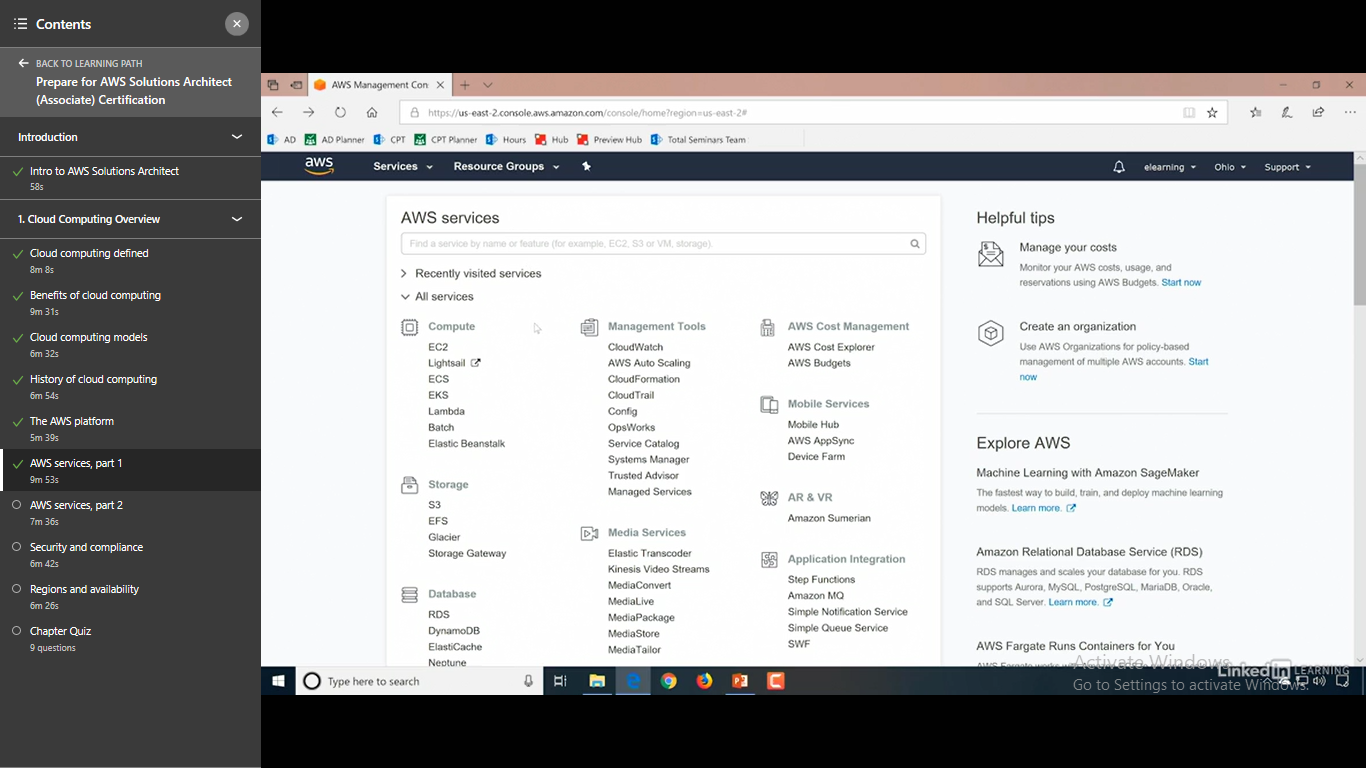 Contents
BACK TO LEARNING PATH
Prepare for AWS Solutions Architect
(Associate) Certification
Introduction
Intro to AWS Solutions Architect
58s
1. Cloud Computing Overview
Cloud computing defined
8m 8s
Benefits of cloud computing
9m 31s
Cloud computing models
6m 32s
History of cloud computing
6m 54s
The AWS platform
5m 39s
AWS services, part 1
9m 53s
AWS services, part 2
7m 36s
Security and compliance
6m 42s
Regions and availability
6m 26s
Chapter Quiz
9 questions
AWS Management Con
https://us-east-2.console.aws.amazon.com/console/home?region=us-east-2#
AD AD Planner CPT CPT Planner Hours Hub Preview Hub Total Seminars Team
aws Services Resource Groups elearning Ohio Support
AWS services
Find a service by name or feature (for example, EC2, S3 or VM, storage).
Recently visited services
All services
Compute
EC2
Lightsail
ECS
EKS
Lambda
Batch
Elastic Beanstalk
Storage
S3
EFS
Glacier
Storage Gateway
Database
RDS
DynamoDB
ElastiCache
Neptune
Management Tools
CloudWatch
AWS Auto Scaling
CloudFormation
CloudTrail
Config
OpsWorks
Service Catalog
Systems Manager
Trusted Advisor
Managed Services
Media Services
Elastic Transcoder
Kinesis Video Streams
MediaConvert
MediaLive
MediaPackage
MediaStore
MediaTailor
AWS Cost Management
AWS Cost Explorer
AWS Budgets
Mobile Services
Mobile Hub
AWS AppSync
Device Farm
AR & VR
Amazon Sumerian
Application Integration
Step Functions
Amazon MQ
Simple Notification Service
Simple Queue Service
SWF
Helpful tips
Manage your costs
Monitor your AWS costs, usage, and
reservations using AWS Budgets. Start now
Create an organization
Use AWS Organizations for policy-based
management of multiple AWS accounts. Start
now
Explore AWS
Machine Learning with Amazon SageMaker
The fastest way to build, train, and deploy machine learning
models. Learn more.
Amazon Relational Database Service (RDS)
RDS manages and scales your database for you. RDS
supports Aurora, MySQL, PostgreSQL, MariaDB, Oracle,
and SQL Server. Learn more.
AWS Fargate Runs Containers for You
Activate Windows
Go to Settings to activate Windows.
LinkedIn LEARNING
Type here to search